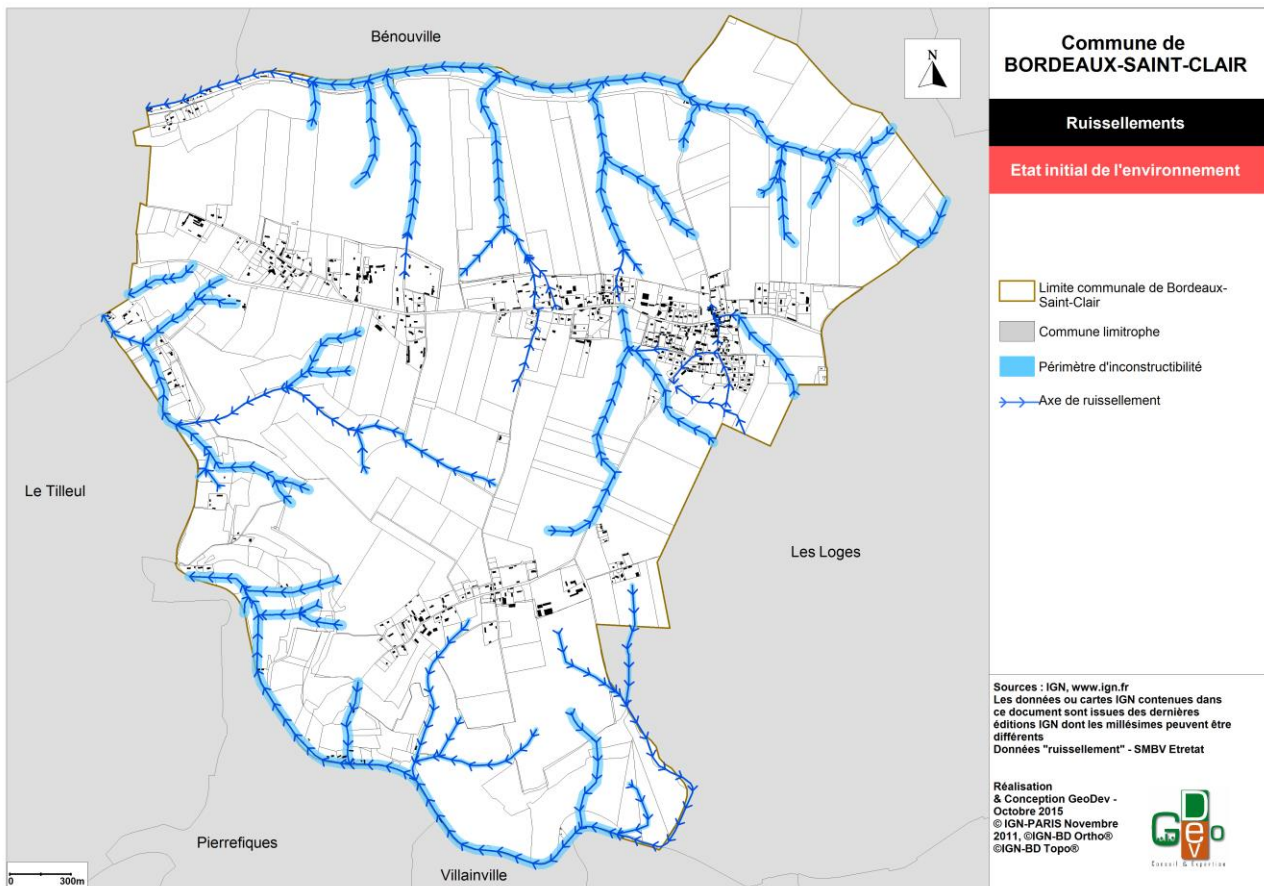 Bénouville
N
Le Tilleul
Les Loges
Pierrefiques
Villainville
0 300m
Commune de
BORDEAUX-SAINT-CLAIR
Ruissellements
Etat initial de l'environnement
Limite communale de Bordeaux-
Saint-Clair
Commune limitrophe
Périmètre d'inconstructibilité
Axe de ruissellement
Sources : IGN, www.ign.fr
Les données ou cartes IGN contenues dans
ce document sont issues des dernières
éditions IGN dont les millésimes peuvent être
différents
Données "ruissellement" - SMBV Etretat
Réalisation
& Conception GeoDev -
Octobre 2015
© IGN-PARIS Novembre
2011, ©IGN-BD Ortho®
©IGN-BD Topo®
GeoDev
Conseil & Expertise